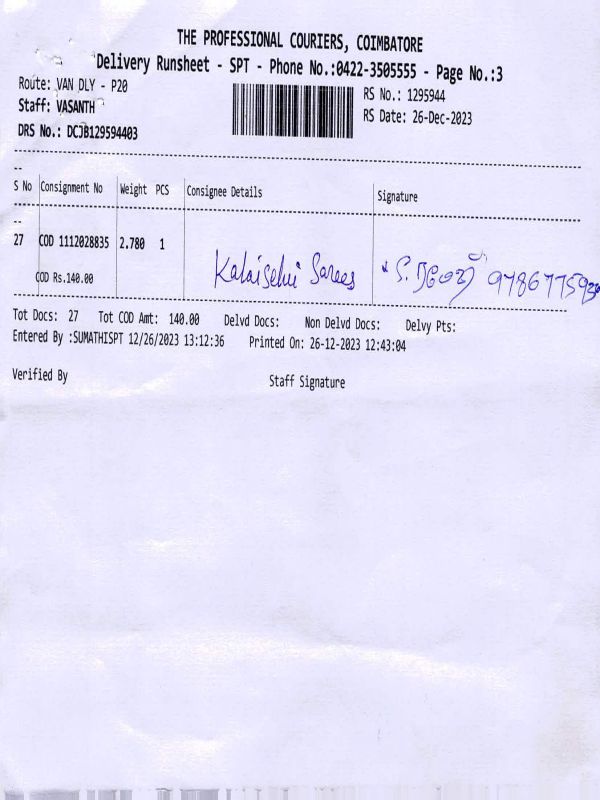 THE PROFESSIONAL COURIERS, COIMBATORE
Delivery Runsheet - SPT - Phone No.:0422-3505555 - Page No.:3
Route: VAN DLY - P20
RS No.: 1295944
Staff: VASANTH
RS Date: 26-Dec-2023
DRS No.: DCJB129594403
S No Consignment No Weight PCS Consignee Details Signature
27 COD 1112028835 2.780 1
COD Rs.140.00 Sarees
Tot Docs: 27 Tot COD Amt: 140.00 Delvd Docs: Non Delvd Docs: Delvy Pts:
Entered By :SUMATHISPT 12/26/2023 13:12:36 Printed On: 26-12-2023 12:43:04
Verified By Staff Signature